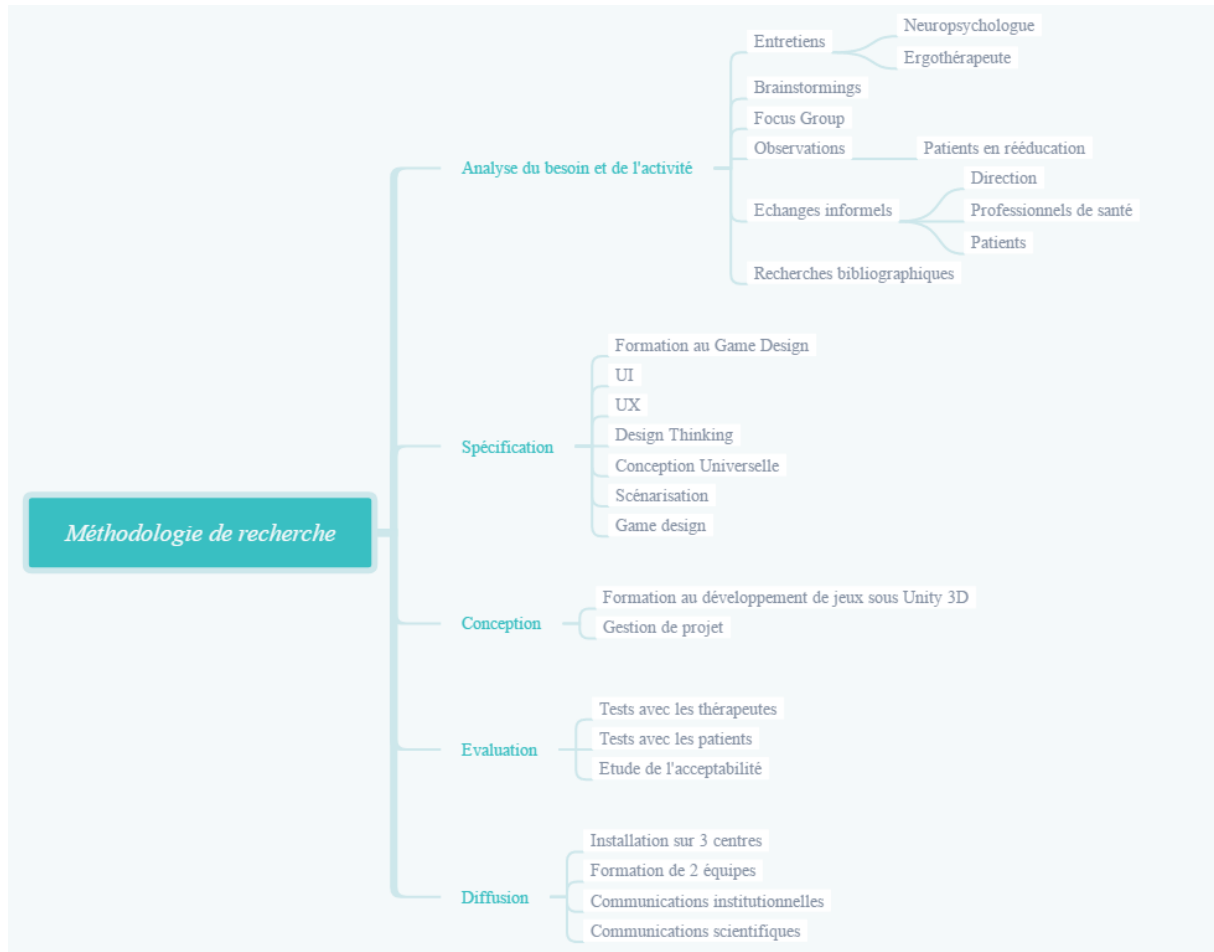 Méthodologie de recherche
Analyse du besoin et de l'activité
Entretiens
Neuropsychologue
Ergothérapeute
Brainstormings
Focus Group
Observations
Patients en rééducation
Echanges informels
Direction
Professionnels de santé
Patients
Recherches bibliographiques
Spécification
Formation au Game Design
UI
UX
Design Thinking
Conception Universelle
Scénarisation
Game design
Conception
Formation au développement de jeux sous Unity 3D
Gestion de projet
Evaluation
Tests avec les thérapeutes
Tests avec les patients
Etude de l'acceptabilité
Diffusion
Installation sur 3 centres
Formation de 2 équipes
Communications institutionnelles
Communications scientifiques